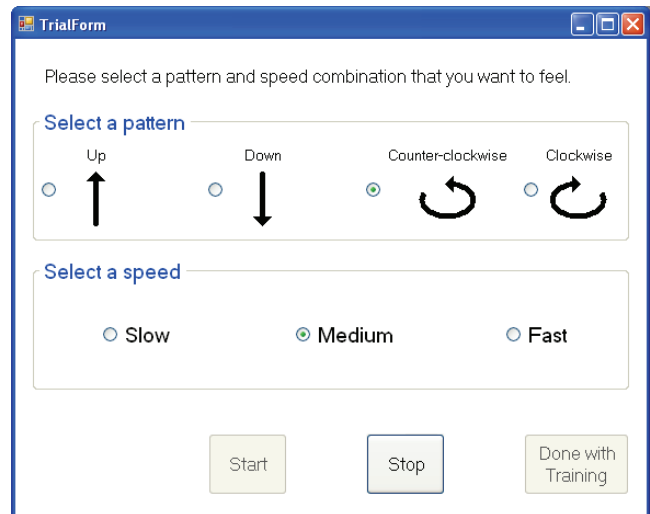 TrialForm
Please select a pattern and speed combination that you want to feel.
Select a pattern
Up Down Counter-clockwise Clockwise
Select a speed
Slow Medium Fast
Start Stop Done with
Training